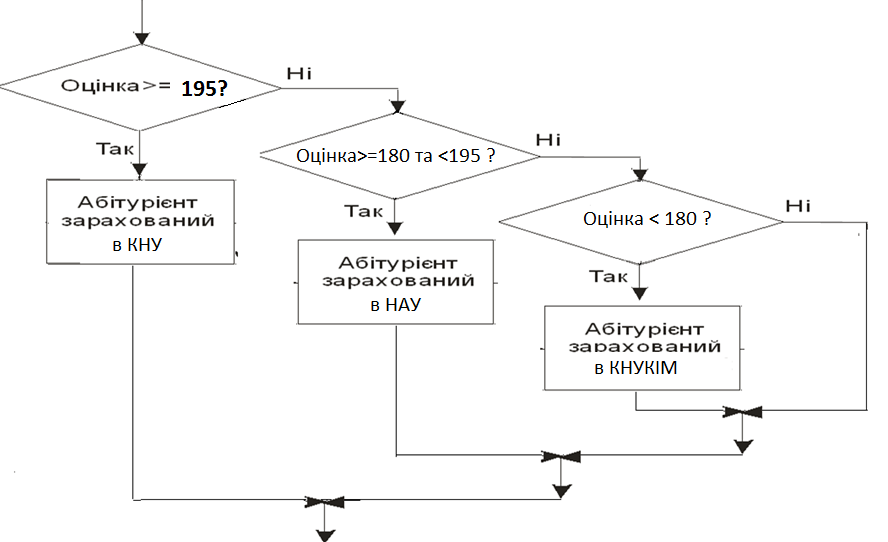 Оцінка>= 195?
Ні
Так
Абітурієнт
зарахований
в КНУ
Оцінка>=180 та <195 ?
Ні
Так
Абітурієнт
зарахований
в НАУ
Оцінка < 180 ?
Ні
Так
Абітурієнт
зарахований
в КНУКІМ